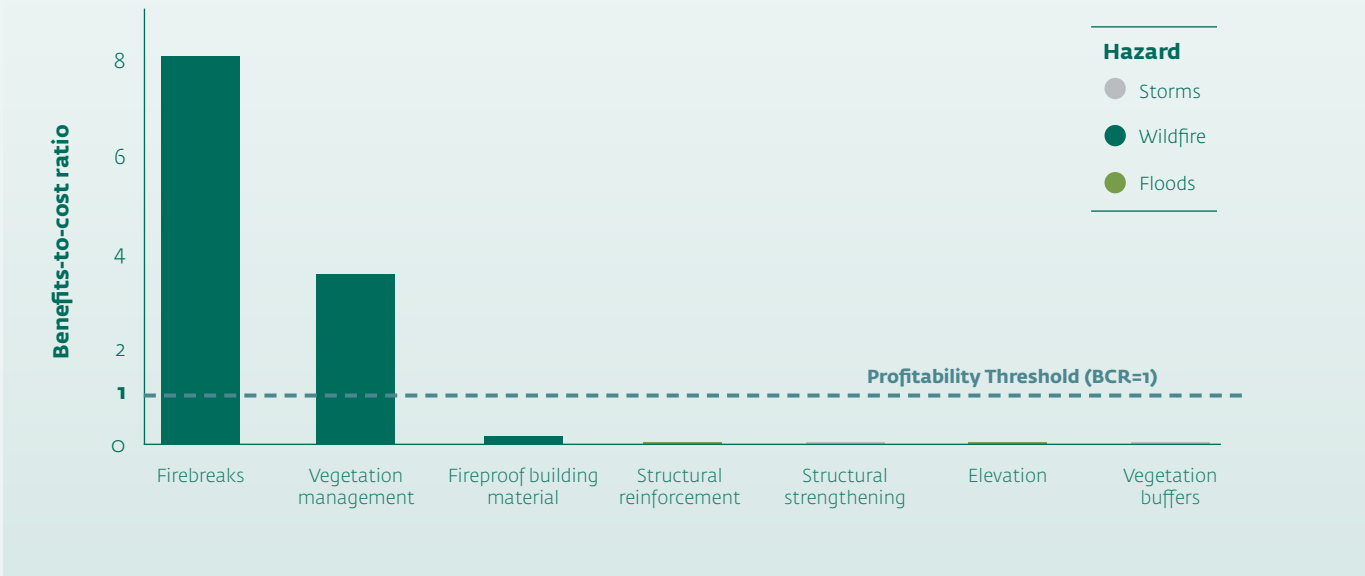 Benefits-to-cost ratio
8
6
4
2
1
0
Hazard
Storms
Wildfire
Floods
Profitability Threshold (BCR=1)
Firebreaks
Vegetation
management
Fireproof building
material
Structural
reinforcement
Structural
strengthening
Elevation
Vegetation
buffers